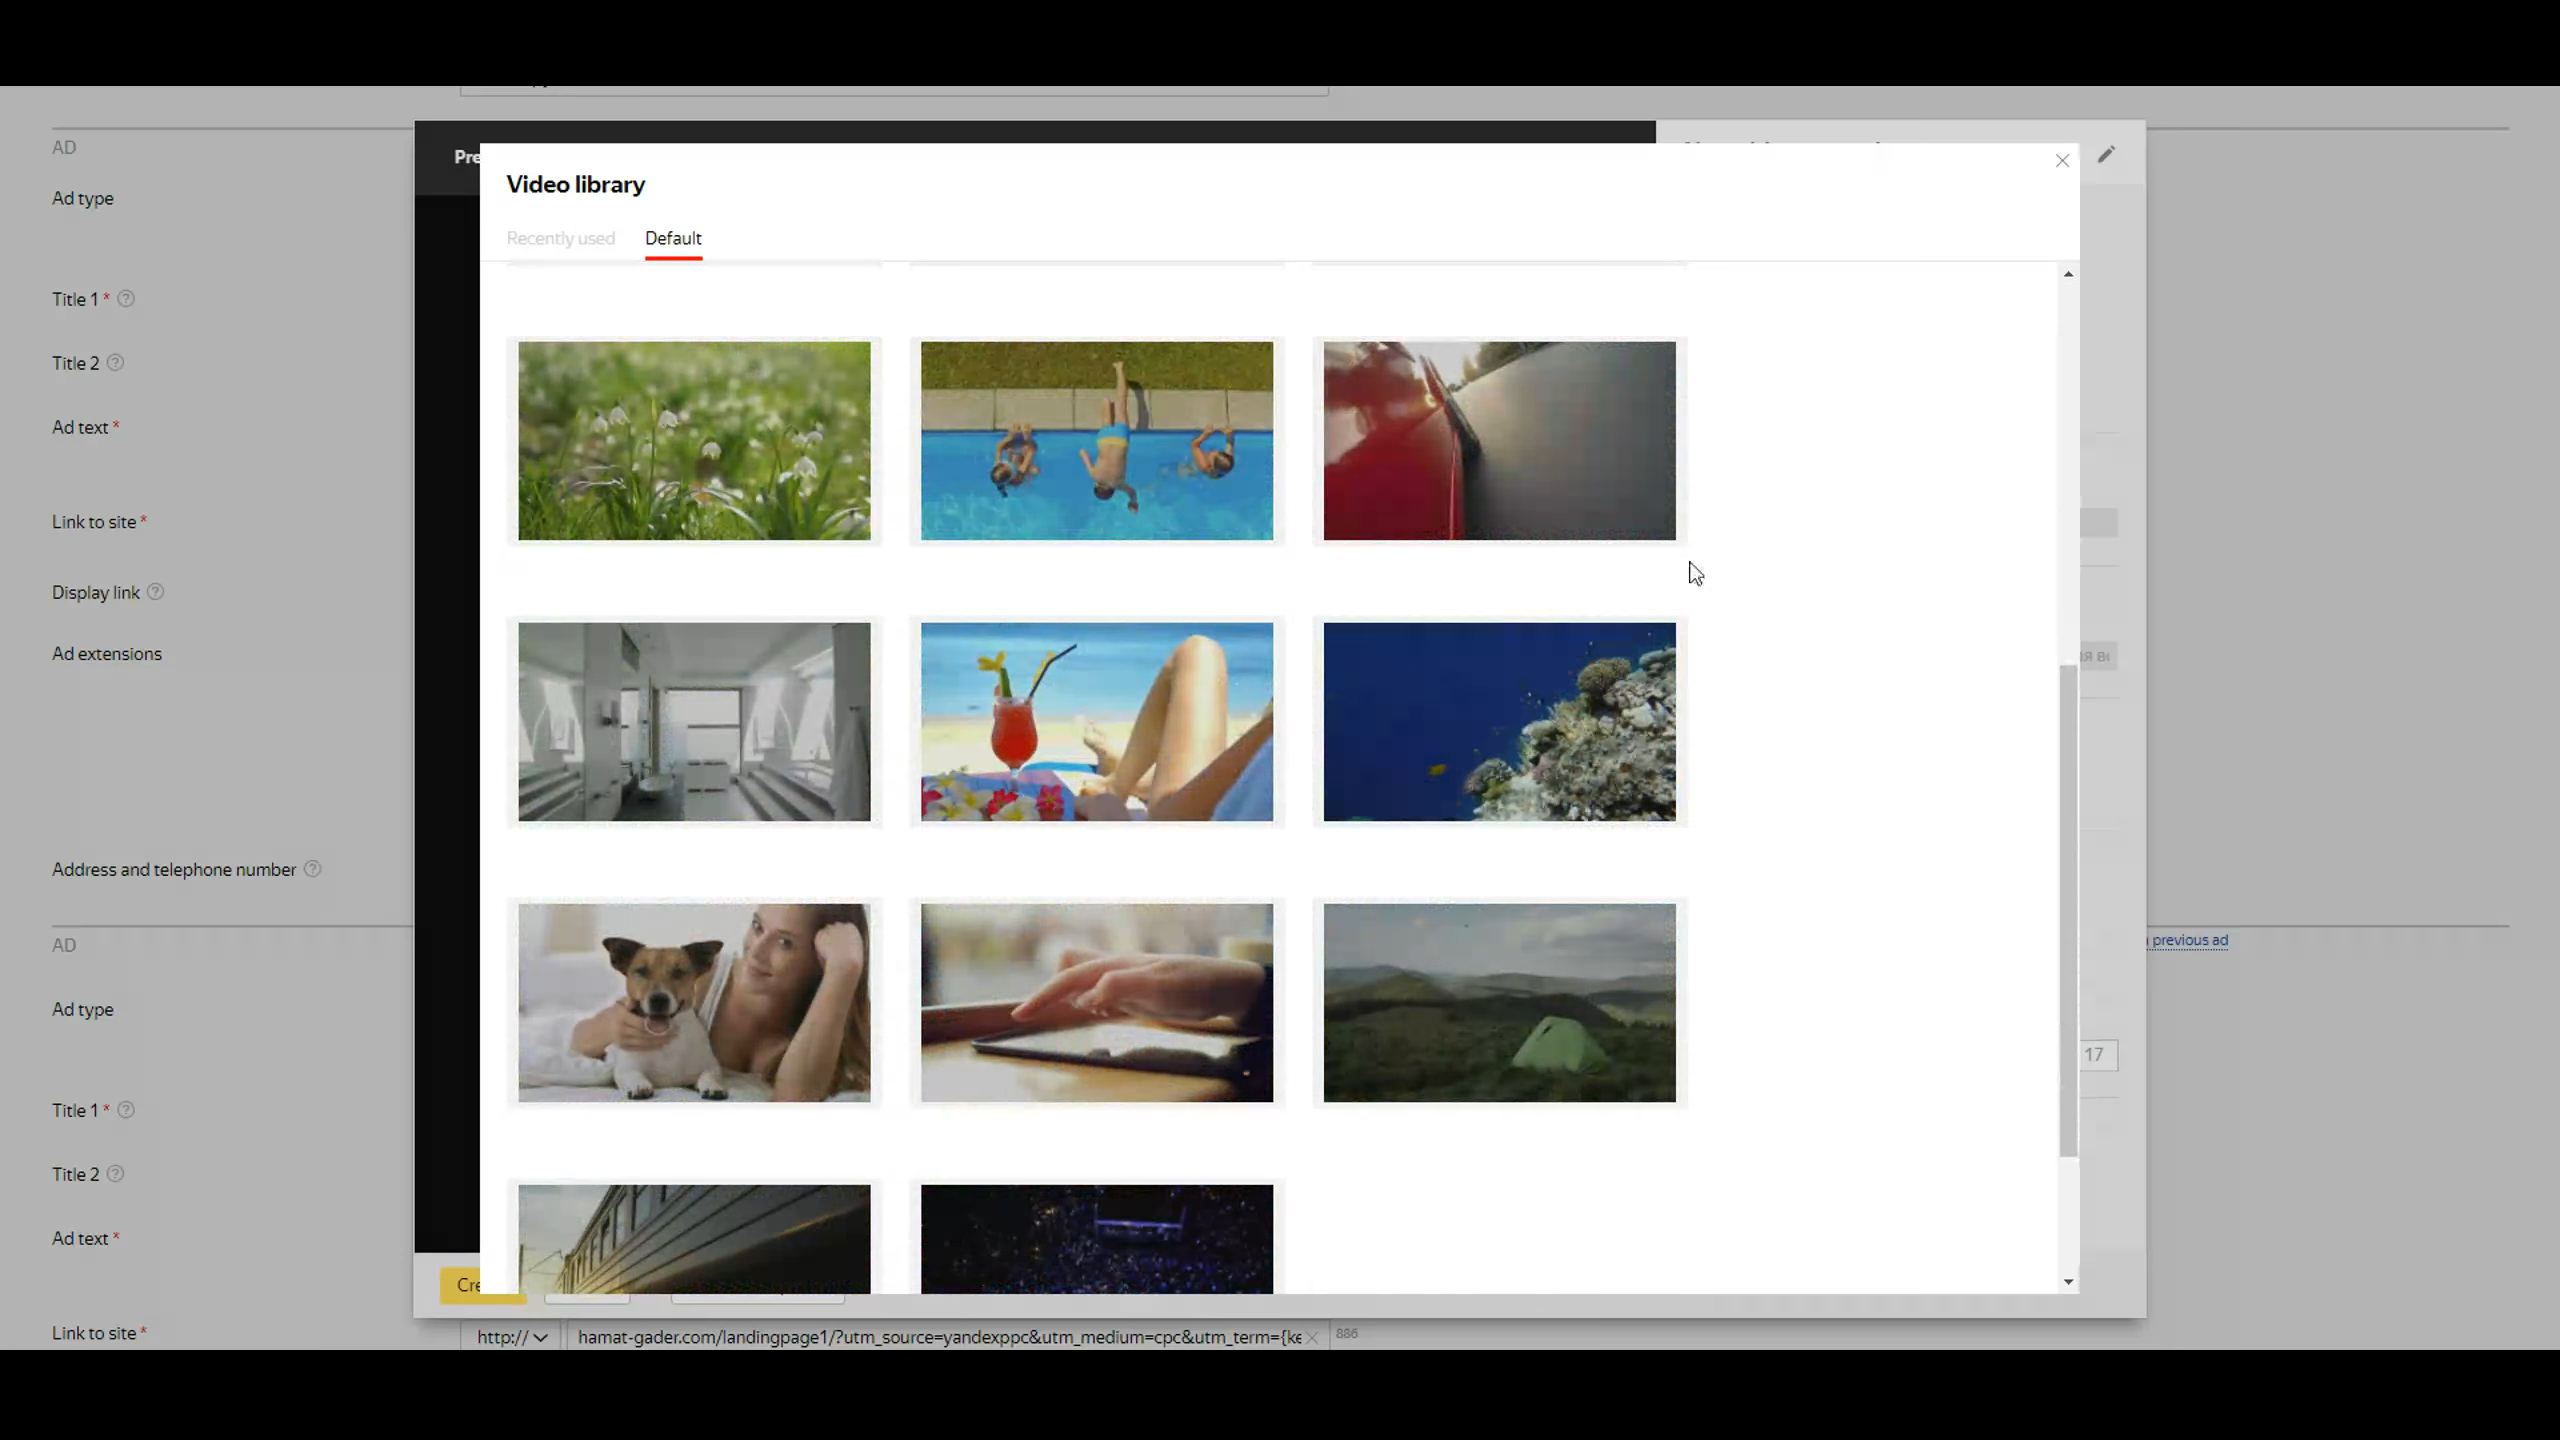 AD
Pre
Video library
Ad type
Recently used
Default
Title 1 *
Title 2
Ad text *
Link to site *
Display link
Ad extensions
я вс
Address and telephone number
AD
previous ad
Ad type
17
Title 1 *
Title 2
Ad text *
Cre
Link to site *
http://
hamat-gader.com/landingpage1/?utm_source=yandexppc&utm_medium=cpc&utm_term={ke
886